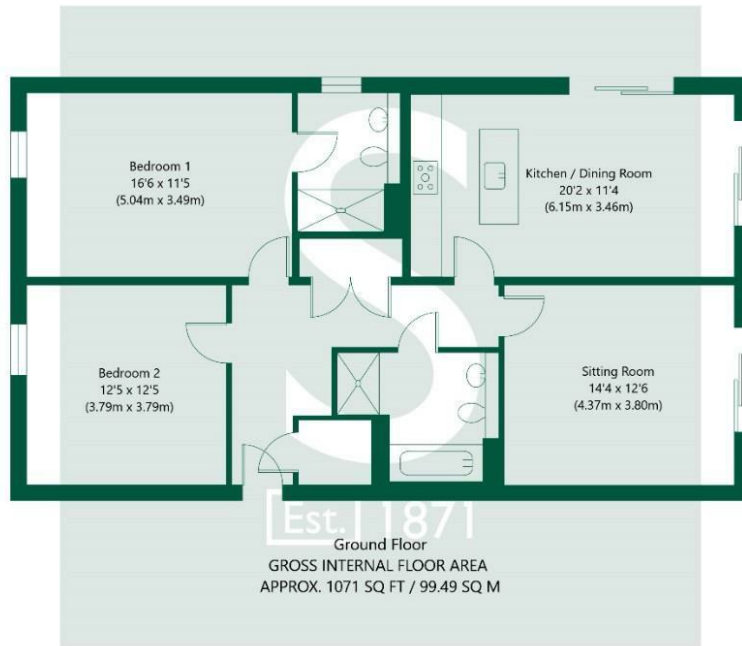 Bedroom 1
16'6 x 11'5
(5.04m x 3.49m)
Kitchen / Dining Room
20'2 x 11'4
(6.15m x 3.46m)
Bedroom 2
12'5 x 12'5
(3.79m x 3.79m)
Sitting Room
14'4 x 12'6
(4.37m x 3.80m)
S
Est. 1871
Ground Floor
GROSS INTERNAL FLOOR AREA
APPROX. 1071 SQ FT / 99.49 SQ M